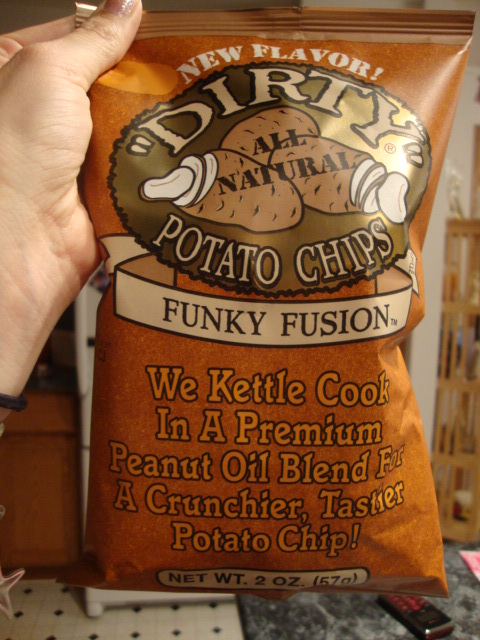 NEW FLAVOR!
"DIRTY"®
ALL
NATURAL
POTATO CHIPS
FUNKY FUSION™
We Kettle Cook
In A Premium
Peanut Oil Blend For
A Crunchier, Tastier
Potato Chip!
NET WT. 2 OZ. (57g)